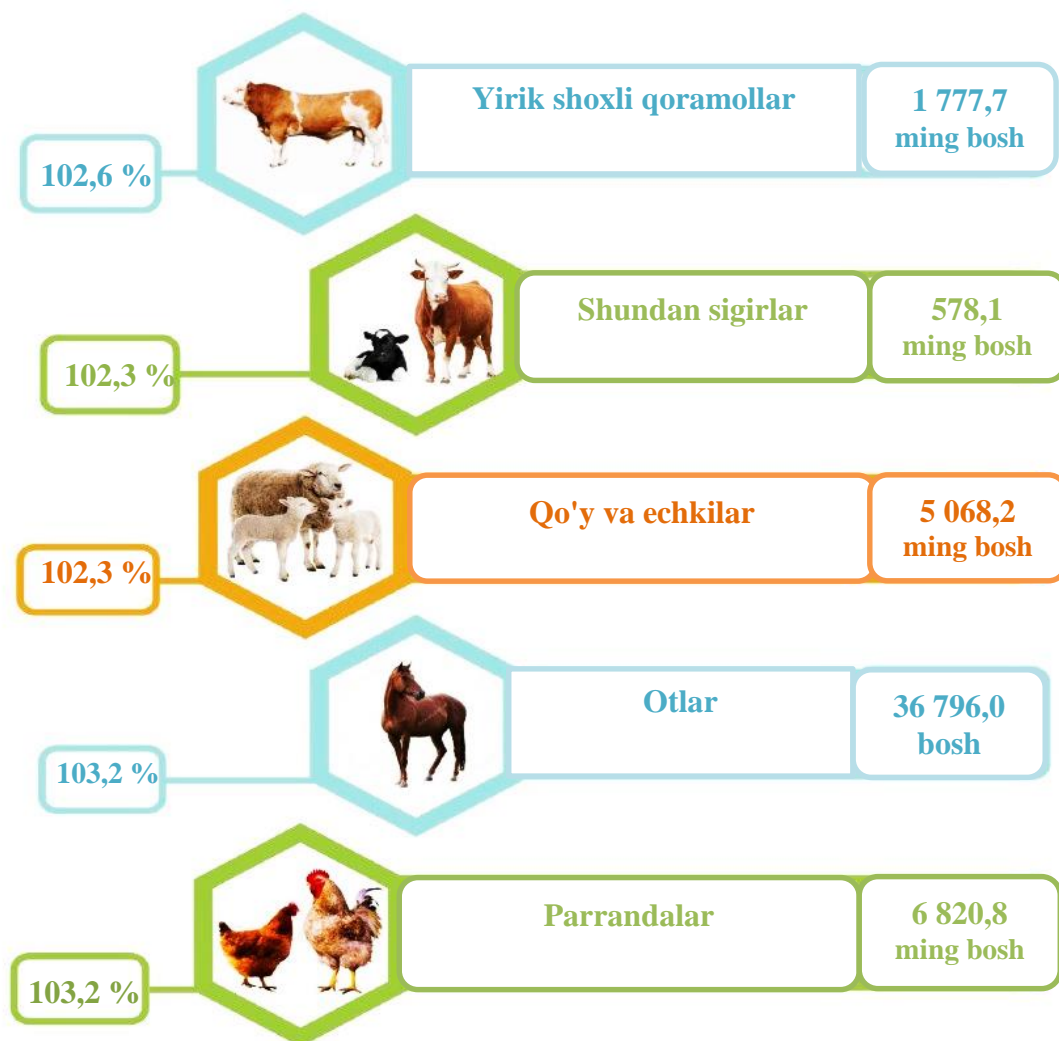 Yirik shoxli qoramollar
1 777,7
ming bosh
102,6 %
Shundan sigirlar
578,1
ming bosh
102,3 %
Qo'y va echkilar
5 068,2
ming bosh
102,3 %
Otlar
36 796,0
bosh
103,2 %
Parrandalar
6 820,8
ming bosh
103,2 %